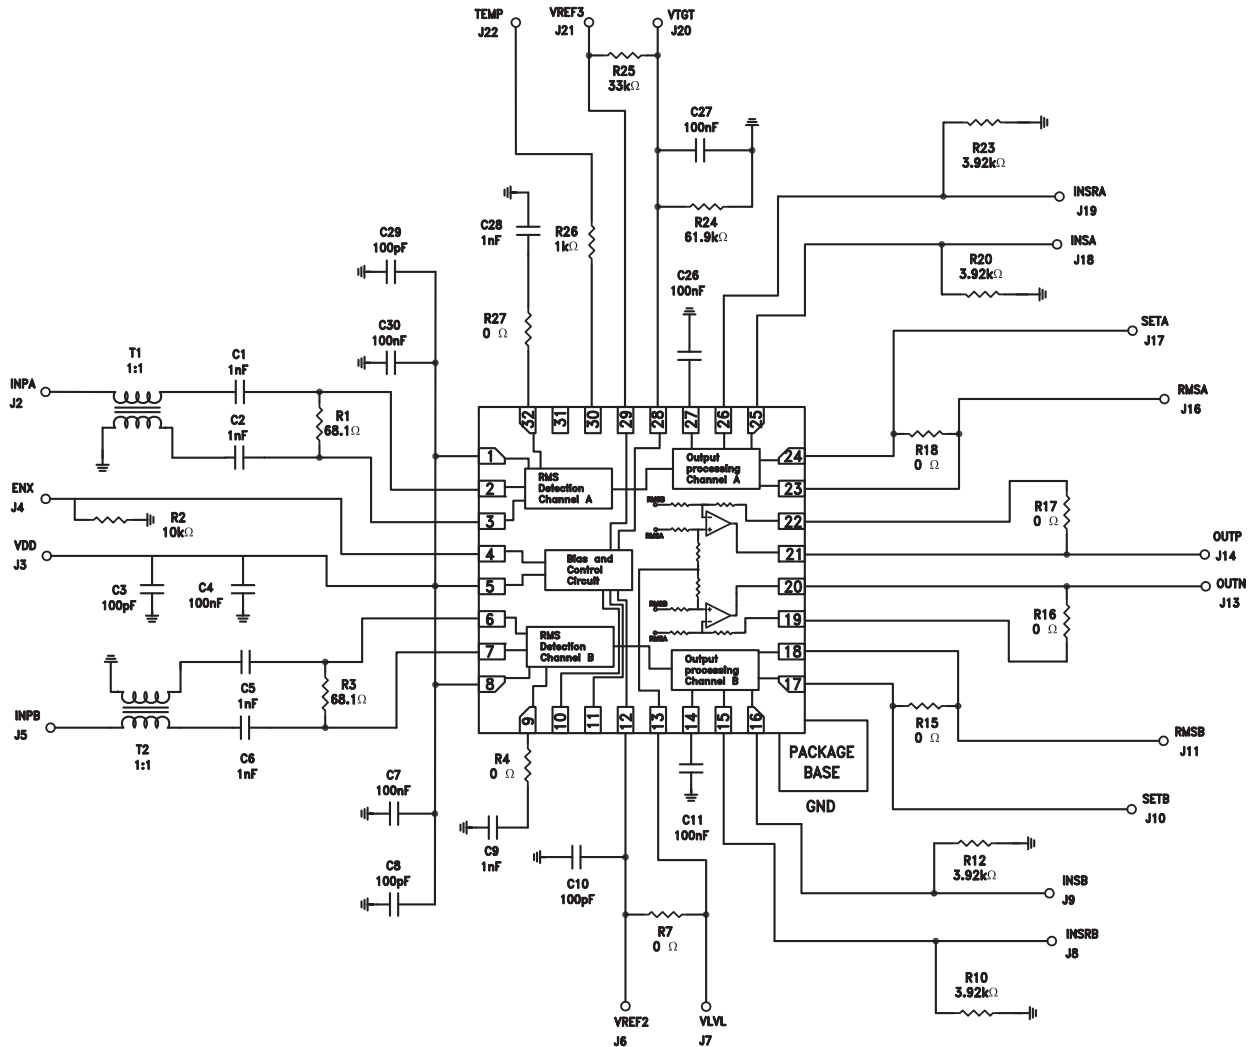 TEMP
J22
VREF3
J21
VTGT
J20
R25
33kΩ
C27
100nF
R23
3.92kΩ
INSRA
J19
C28
1nF
R26
1kΩ
R24
61.9kΩ
C29
100pF
INSA
J18
R20
3.92kΩ
C26
100nF
C30
100nF
R27
0 Ω
SETA
J17
T1
1:1
C1
1nF
INPA
J2
RMSA
J16
R1
68.1Ω
C2
1nF
32
31
30
29
28
27
26
25
R18
0 Ω
1
2
3
4
5
6
7
8
24
23
22
21
20
19
18
17
RMS
Detection
Channel A
Output
processing
Channel A
ENX
J4
R2
10kΩ
RMSB
RMSA
R17
0 Ω
OUTP
J14
VDD
J3
C3
100pF
C4
100nF
Bias and
Control
Circuit
OUTN
J13
RMSB
RMSA
R16
0 Ω
RMS
Detection
Channel B
Output
processing
Channel B
C5
1nF
R3
68.1Ω
INPB
J5
T2
1:1
C6
1nF
9
10
11
12
13
14
15
16
R15
0 Ω
RMSB
J11
R4
0 Ω
PACKAGE
BASE
GND
C7
100nF
SETB
J10
C9
1nF
C11
100nF
C8
100pF
C10
100pF
R12
3.92kΩ
INSB
J9
R7
0 Ω
INSRB
J8
R10
3.92kΩ
VREF2
J6
VLVL
J7